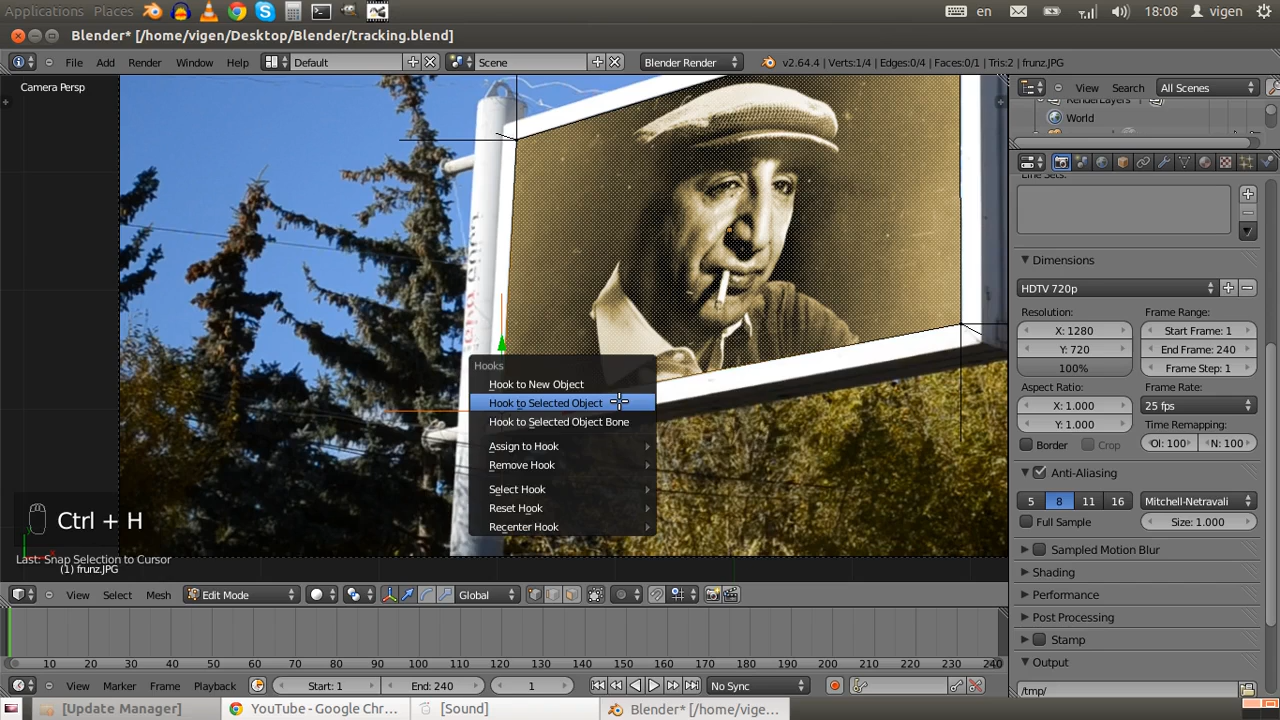 Applications Places en 18:08 vigen
Blender* [/home/vigen/Desktop/Blender/tracking.blend]
File Add Render Window Help Default Scene Blender Render v2.64.4 | Verts:1/4 | Edges:0/4 | Faces:0/1 | Tris:2 | frunz.JPG
View Search All Scenes
Camera Persp
RenderLayers
World
Line Sets:
Dimensions
HDTV 720p
Resolution: Frame Range:
X: 1280 Start Frame: 1
Y: 720 End Frame: 240
100% Frame Step: 1
Aspect Ratio: Frame Rate:
X: 1.000 25 fps
Y: 1.000 Time Remapping:
Border Crop Ol: 100 N: 100
Anti-Aliasing
5 8 11 16 Mitchell-Netravali
Full Sample Size: 1.000
Sampled Motion Blur
Shading
Performance
Post Processing
Stamp
Output
/tmp/
Hooks
Hook to New Object
Hook to Selected Object
Hook to Selected Object Bone
Assign to Hook
Remove Hook
Select Hook
Reset Hook
Recenter Hook
Ctrl + H
Last: Snap Selection to Cursor
(1) frunz.JPG
View Select Mesh Edit Mode Global
10 20 30 40 50 60 70 80 90 100 110 120 130 140 150 160 170 180 190 200 210 220 230 240
View Marker Frame Playback Start: 1 End: 240 1 No Sync
[Update Manager] YouTube - Google Chr... [Sound] Blender* [/home/vige...